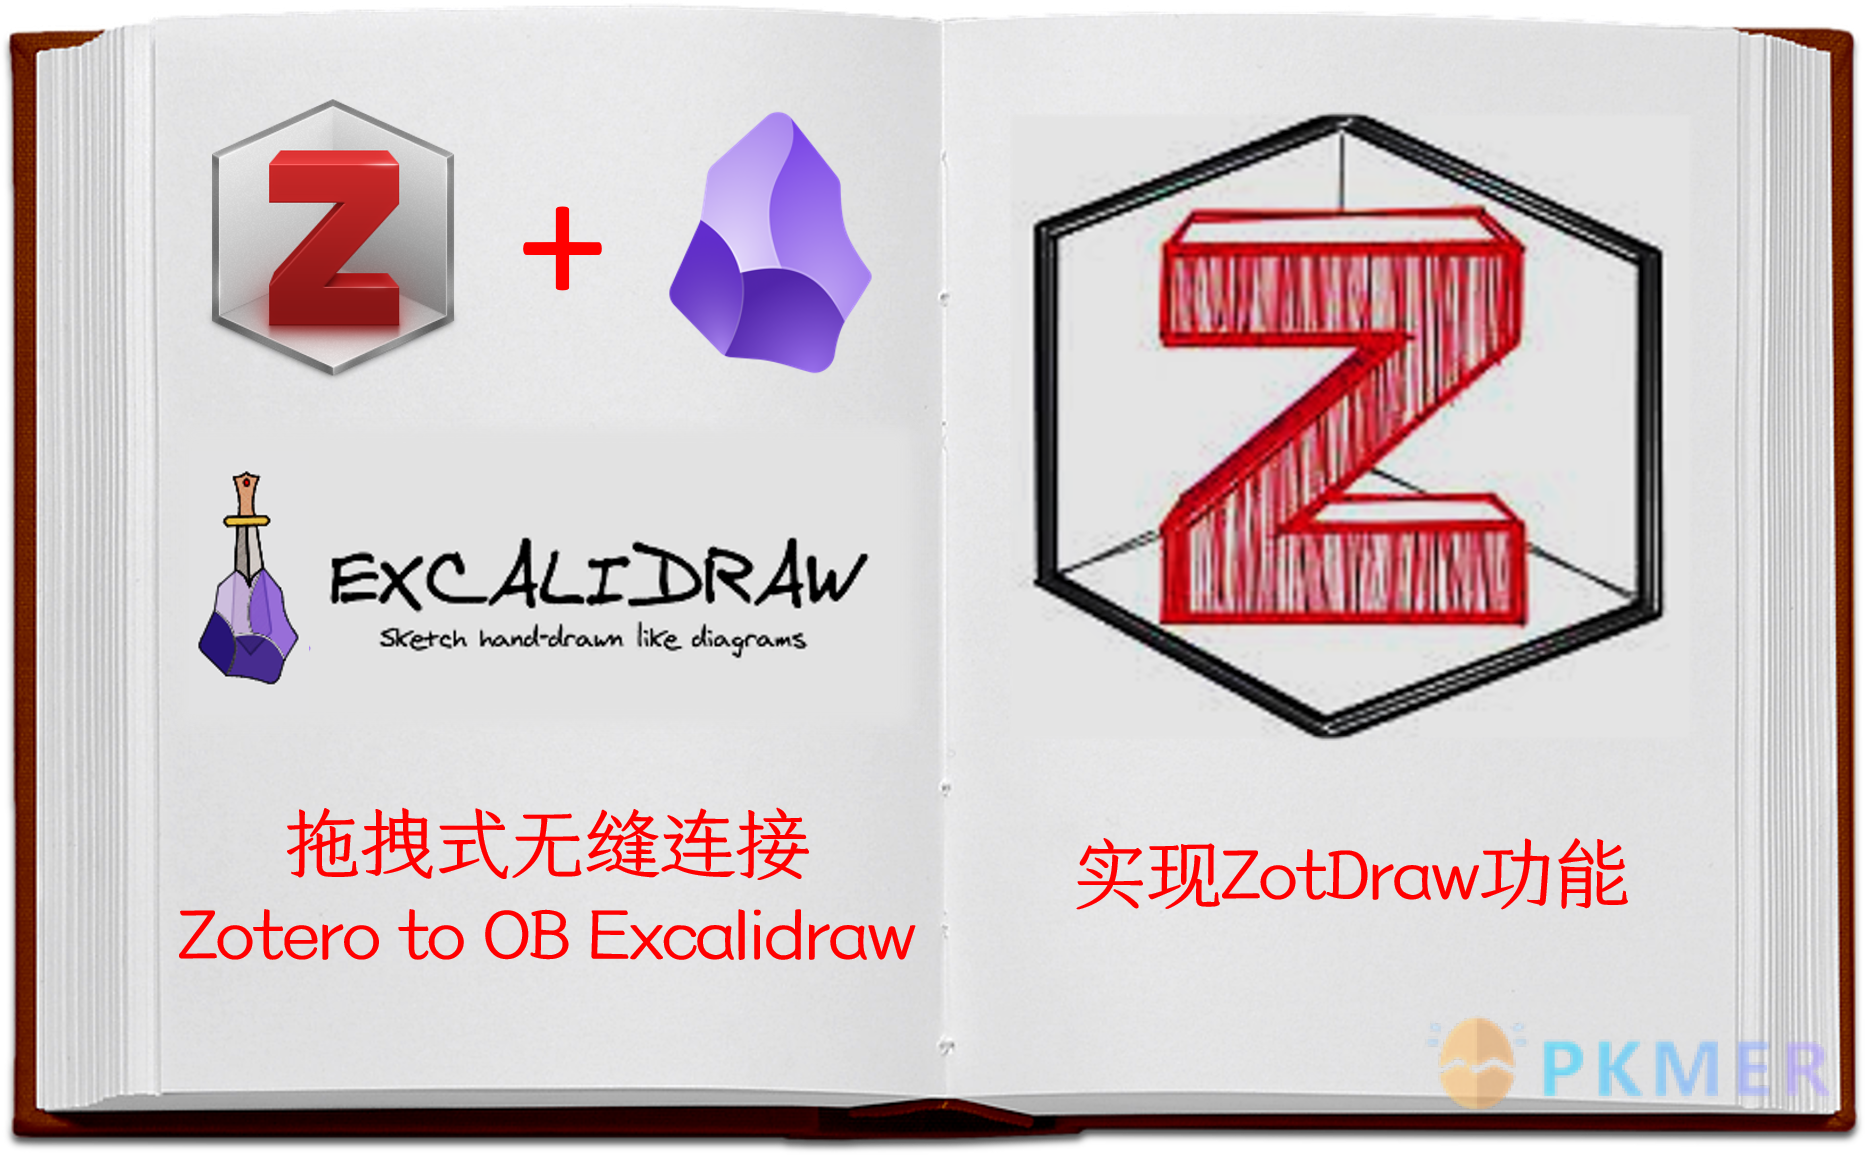 Z
EXCALIDRAW
Sketch hand-drawn like diagrams
拖拽式无缝连接
Zotero to OB Excalidraw
Z
实现ZotDraw功能
PKMER